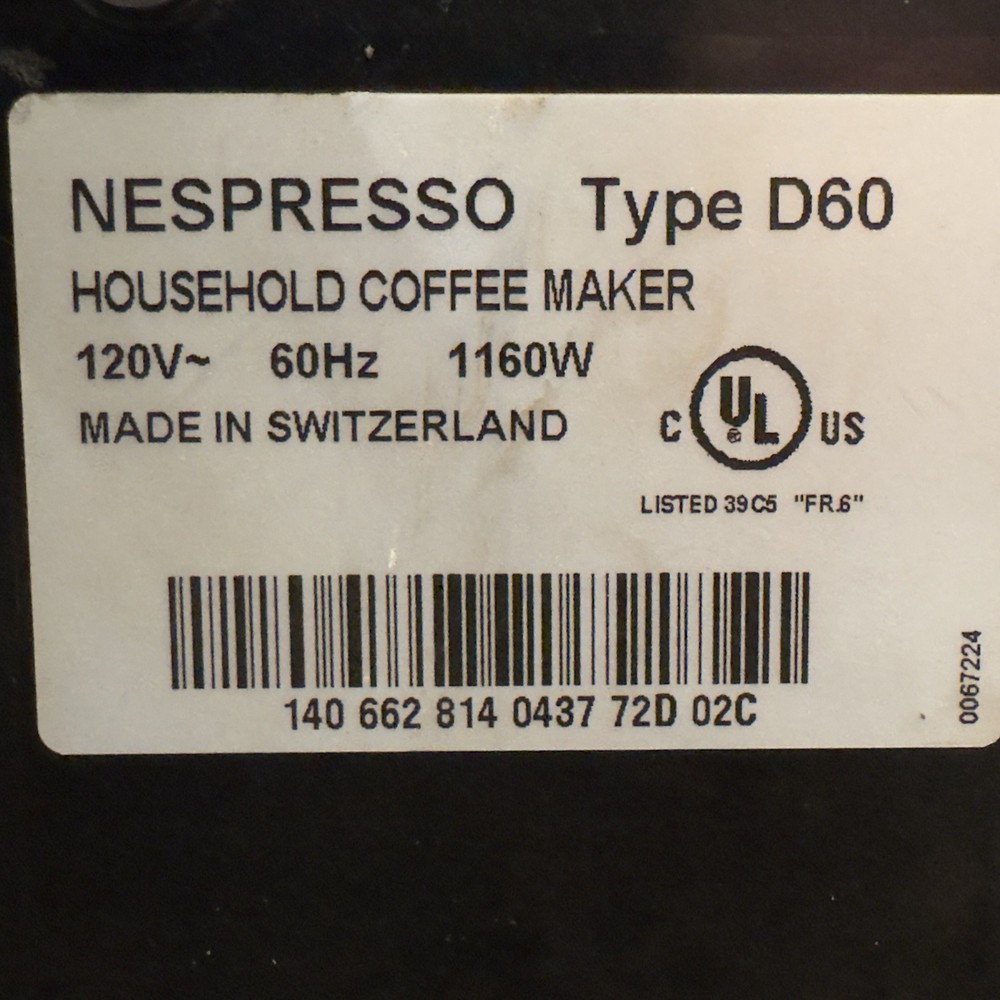 NESPRESSO Type D60
HOUSEHOLD COFFEE MAKER
120V~ 60Hz 1160W
MADE IN SWITZERLAND
C UL ® US
LISTED 39C5 "FR.6"
140 662 814 0437 72D 02C
0067224